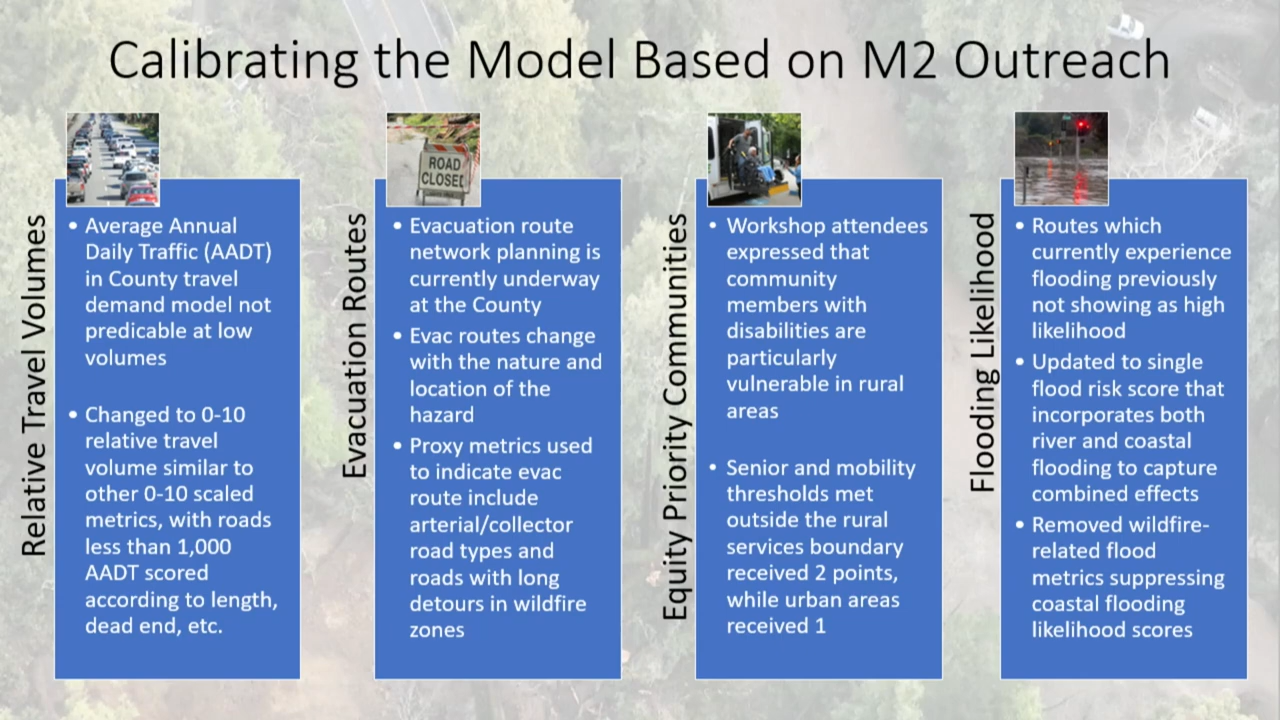 Calibrating the Model Based on M2 Outreach
Relative Travel Volumes
• Average Annual
Daily Traffic (AADT)
in County travel
demand model not
predicable at low
volumes
• Changed to 0-10
relative travel
volume similar to
other 0-10 scaled
metrics, with roads
less than 1,000
AADT scored
according to length,
dead end, etc.
Evacuation Routes
ROAD
CLOSED
• Evacuation route
network planning is
currently underway
at the County
• Evac routes change
with the nature and
location of the
hazard
• Proxy metrics used
to indicate evac
route include
arterial/collector
road types and
roads with long
detours in wildfire
zones
Equity Priority Communities
• Workshop attendees
expressed that
community
members with
disabilities are
particularly
vulnerable in rural
areas
• Senior and mobility
thresholds met
outside the rural
services boundary
received 2 points,
while urban areas
received 1
Flooding Likelihood
• Routes which
currently experience
flooding previously
not showing as high
likelihood
• Updated to single
flood risk score that
incorporates both
river and coastal
flooding to capture
combined effects
• Removed wildfire-
related flood
metrics suppressing
coastal flooding
likelihood scores